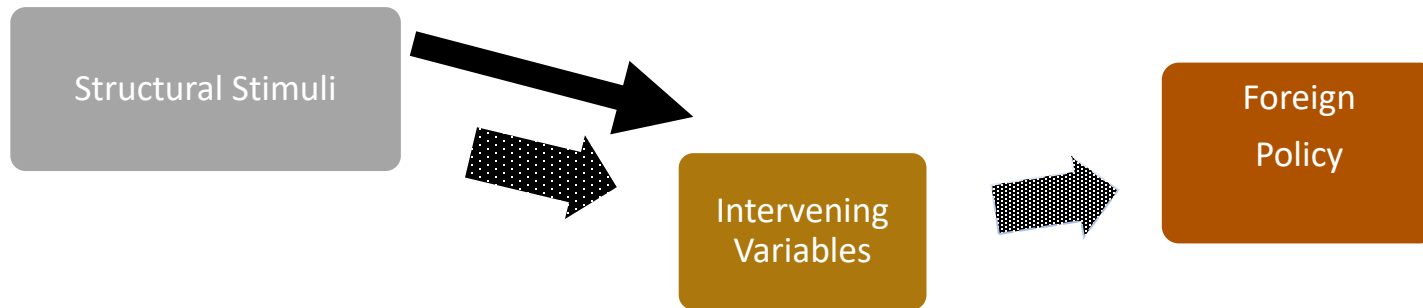 Structural Stimuli
Foreign
Policy
Intervening
Variables